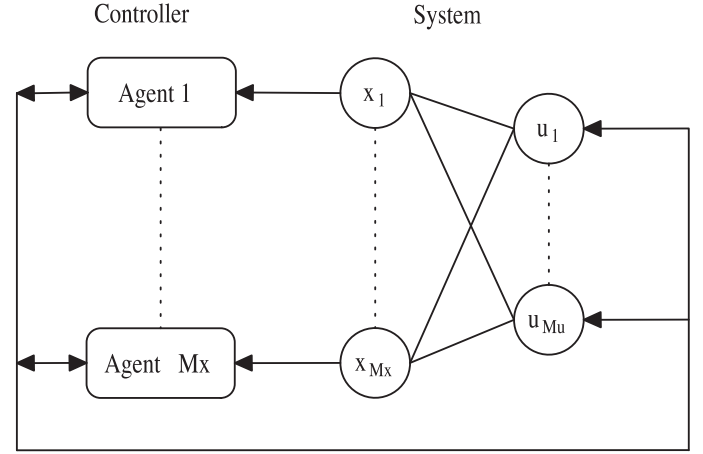 Controller
System
Agent 1
x1
u1
uMu
Agent Mx
xMx